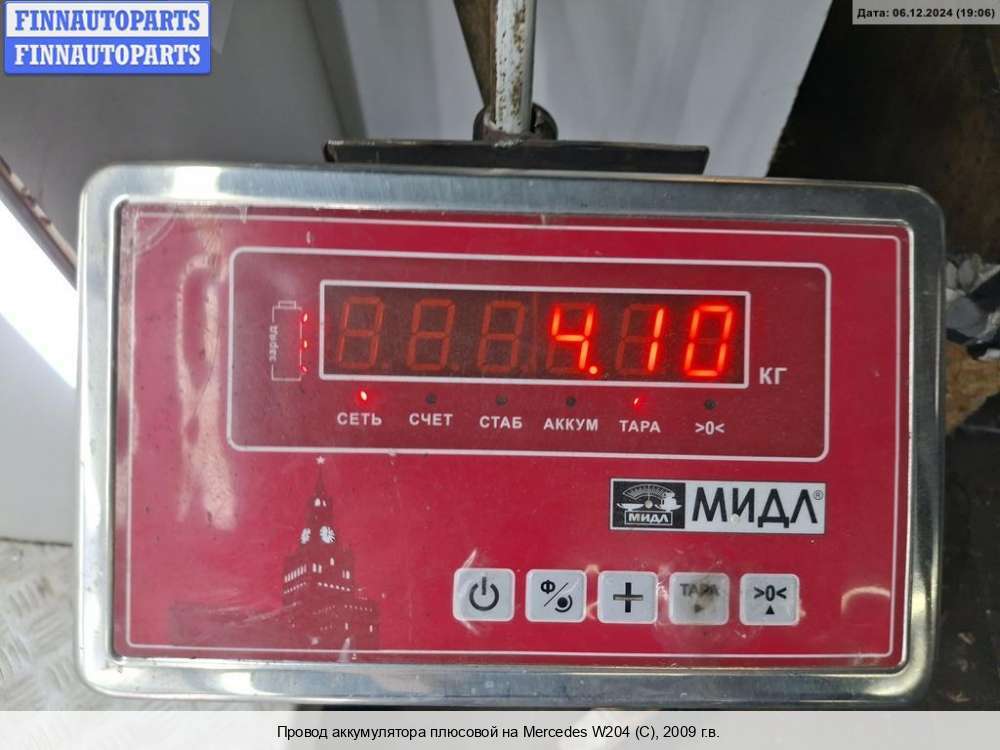 FINNAUTOPARTS
FINNAUTOPARTS
Дата: 06.12.2024 (19:06)
заряд
4.10
КГ
СЕТЬ СЧЕТ СТАБ АККУМ ТАРА >0<
МИДЛ МИДЛ®
Ф/ + ТАРА >0<
Провод аккумулятора плюсовой на Mercedes W204 (C), 2009 г.в.